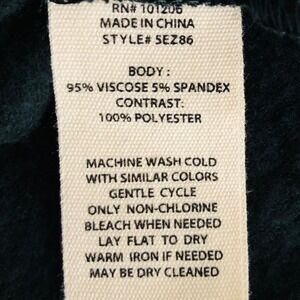 RN# 101206
MADE IN CHINA
STYLE# 5EZ86
BODY :
95% VISCOSE 5% SPANDEX
CONTRAST:
100% POLYESTER
MACHINE WASH COLD
WITH SIMILAR COLORS
GENTLE CYCLE
ONLY NON-CHLORINE
BLEACH WHEN NEEDED
LAY FLAT TO DRY
WARM IRON IF NEEDED
MAY BE DRY CLEANED